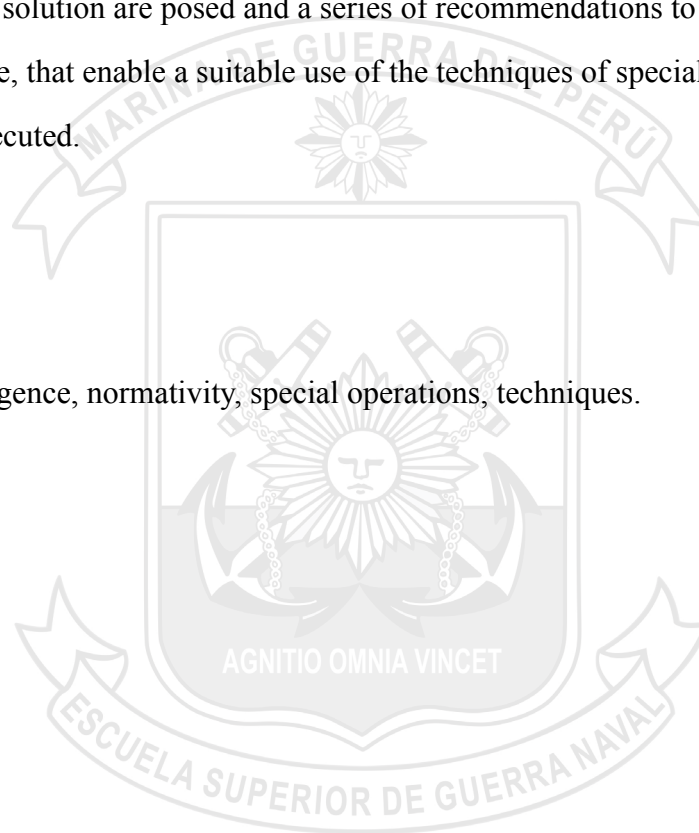 solution are posed and a series of recommendations to
MARINA DE GUERRA DEL PERÚ
e, that enable a suitable use of the techniques of special
ecuted.
gence, normativity, special operations, techniques.
AGNITIO OMNIA VINCET
ESCUELA SUPERIOR DE GUERRA NAVAL